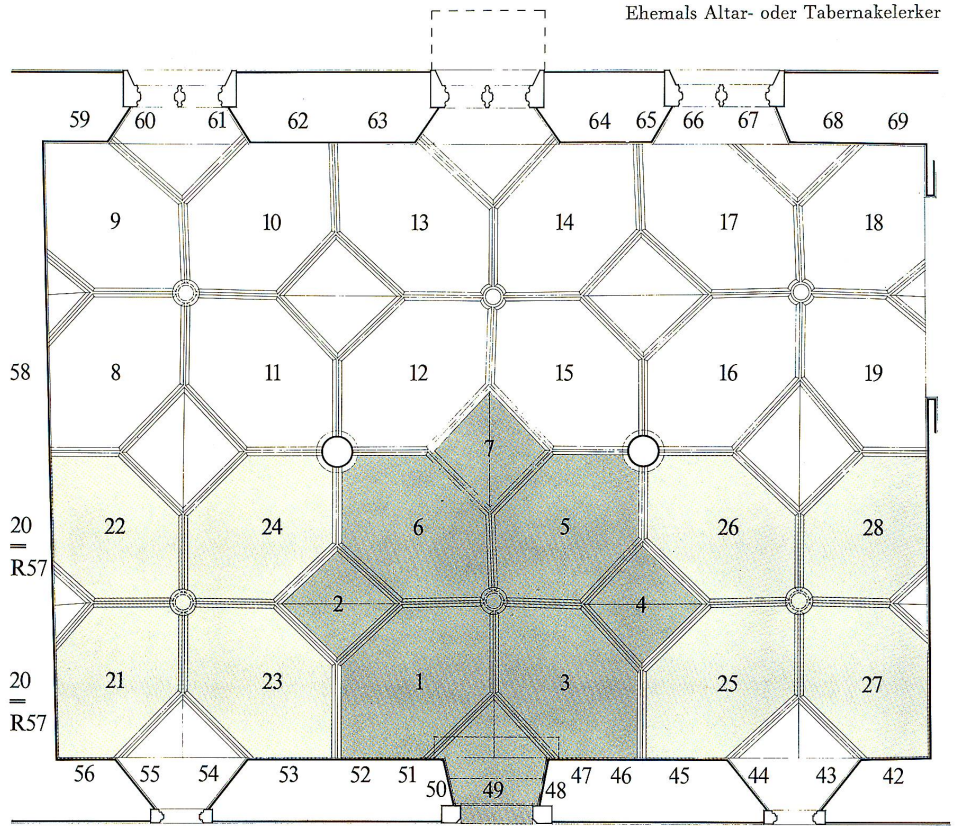 Ehemals Altar- oder Tabernakelerker
59 60 61 62 63 64 65 66 67 68 69
9 10 13 14 17 18
58 8 11 12 15 16 19
7
20 = R57 22 24 6 5 26 28
2 4
20 = R57 21 23 1 3 25 27
56 55 54 53 52 51 50 49 48 47 46 45 44 43 42